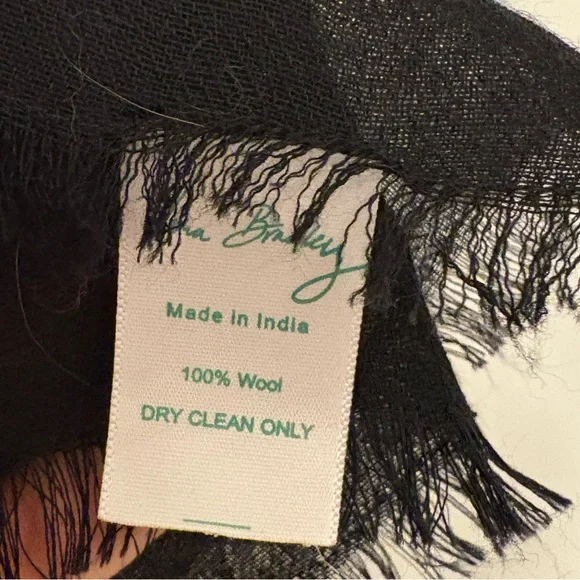 Bradley
Made in India
100% Wool
DRY CLEAN ONLY